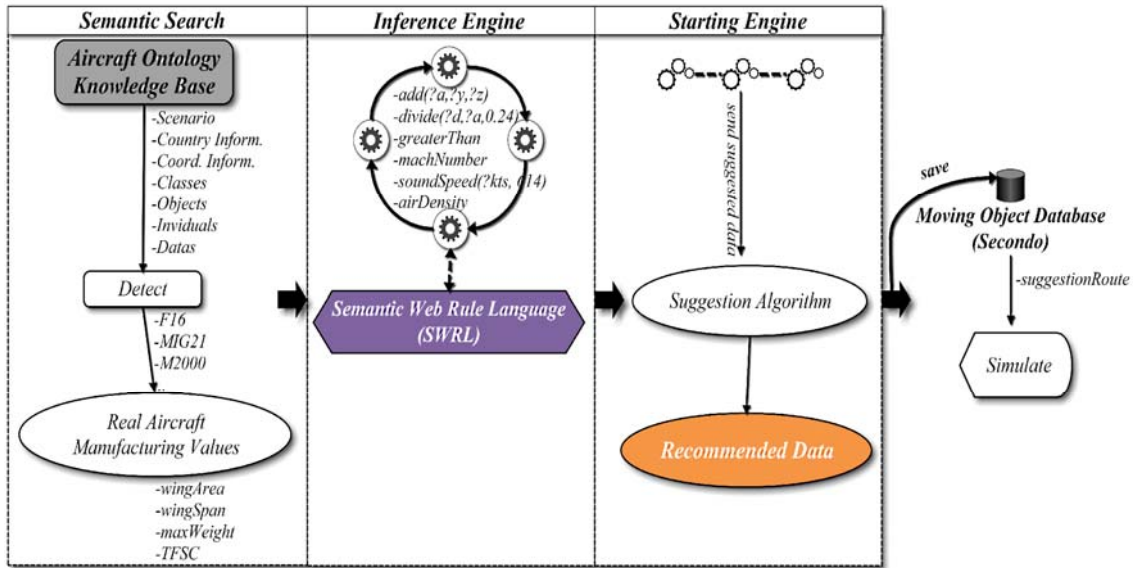 Semantic Search
Inference Engine
Starting Engine
Aircraft Ontology
Knowledge Base
-Scenario
-Country Inform.
-Coord. Inform.
-Classes
-Objects
-Inviduals
-Datas
Detect
-F16
-MIG21
-M2000
..
Real Aircraft
Manufacturing Values
-wingArea
-wingSpan
-maxWeight
-TFSC
-add(?a,?y,?z)
-divide(?d,?a,0.24)
-greaterThan
-machNumber
-soundSpeed(?kts, 614)
-airDensity
Semantic Web Rule Language
(SWRL)
send suggested data
Suggestion Algorithm
Recommended Data
save
Moving Object Database
(Secondo)
-suggestionRoute
Simulate